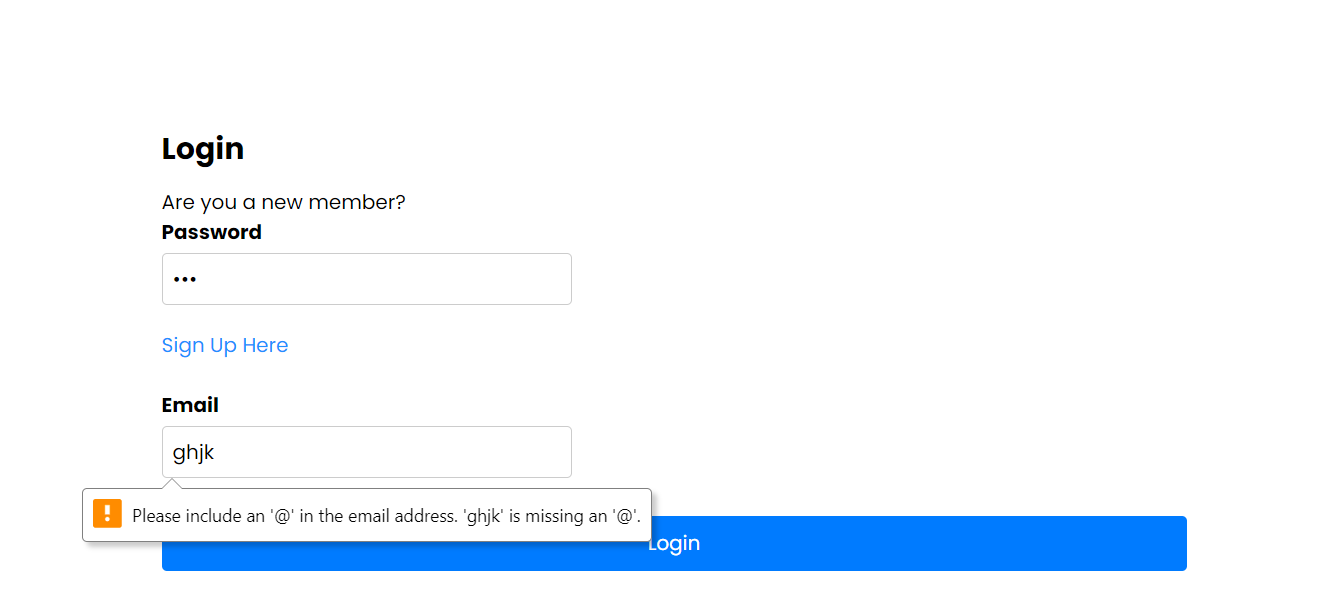 Login
Are you a new member?
Password
•••
Sign Up Here
Email
ghjk
Please include an '@' in the email address. 'ghjk' is missing an '@'.
Login